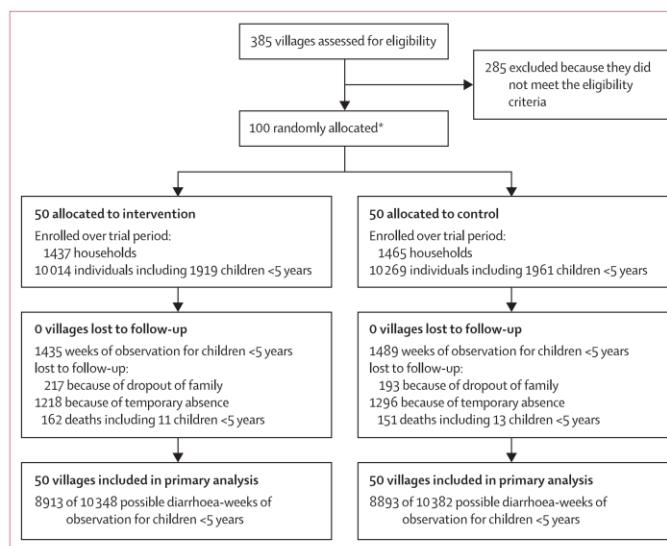 385 villages assessed for eligibility
285 excluded because they did
not meet the eligibility
criteria
100 randomly allocated*
50 allocated to intervention
Enrolled over trial period:
1437 households
10 014 individuals including 1919 children <5 years
50 allocated to control
Enrolled over trial period:
1465 households
10 269 individuals including 1961 children <5 years
0 villages lost to follow-up
1435 weeks of observation for children <5 years
lost to follow-up:
217 because of dropout of family
1218 because of temporary absence
162 deaths including 11 children <5 years
0 villages lost to follow-up
1489 weeks of observation for children <5 years
lost to follow-up:
193 because of dropout of family
1296 because of temporary absence
151 deaths including 13 children <5 years
50 villages included in primary analysis
8913 of 10 348 possible diarrhoea-weeks of
observation for children <5 years
50 villages included in primary analysis
8893 of 10 382 possible diarrhoea-weeks of
observation for children <5 years